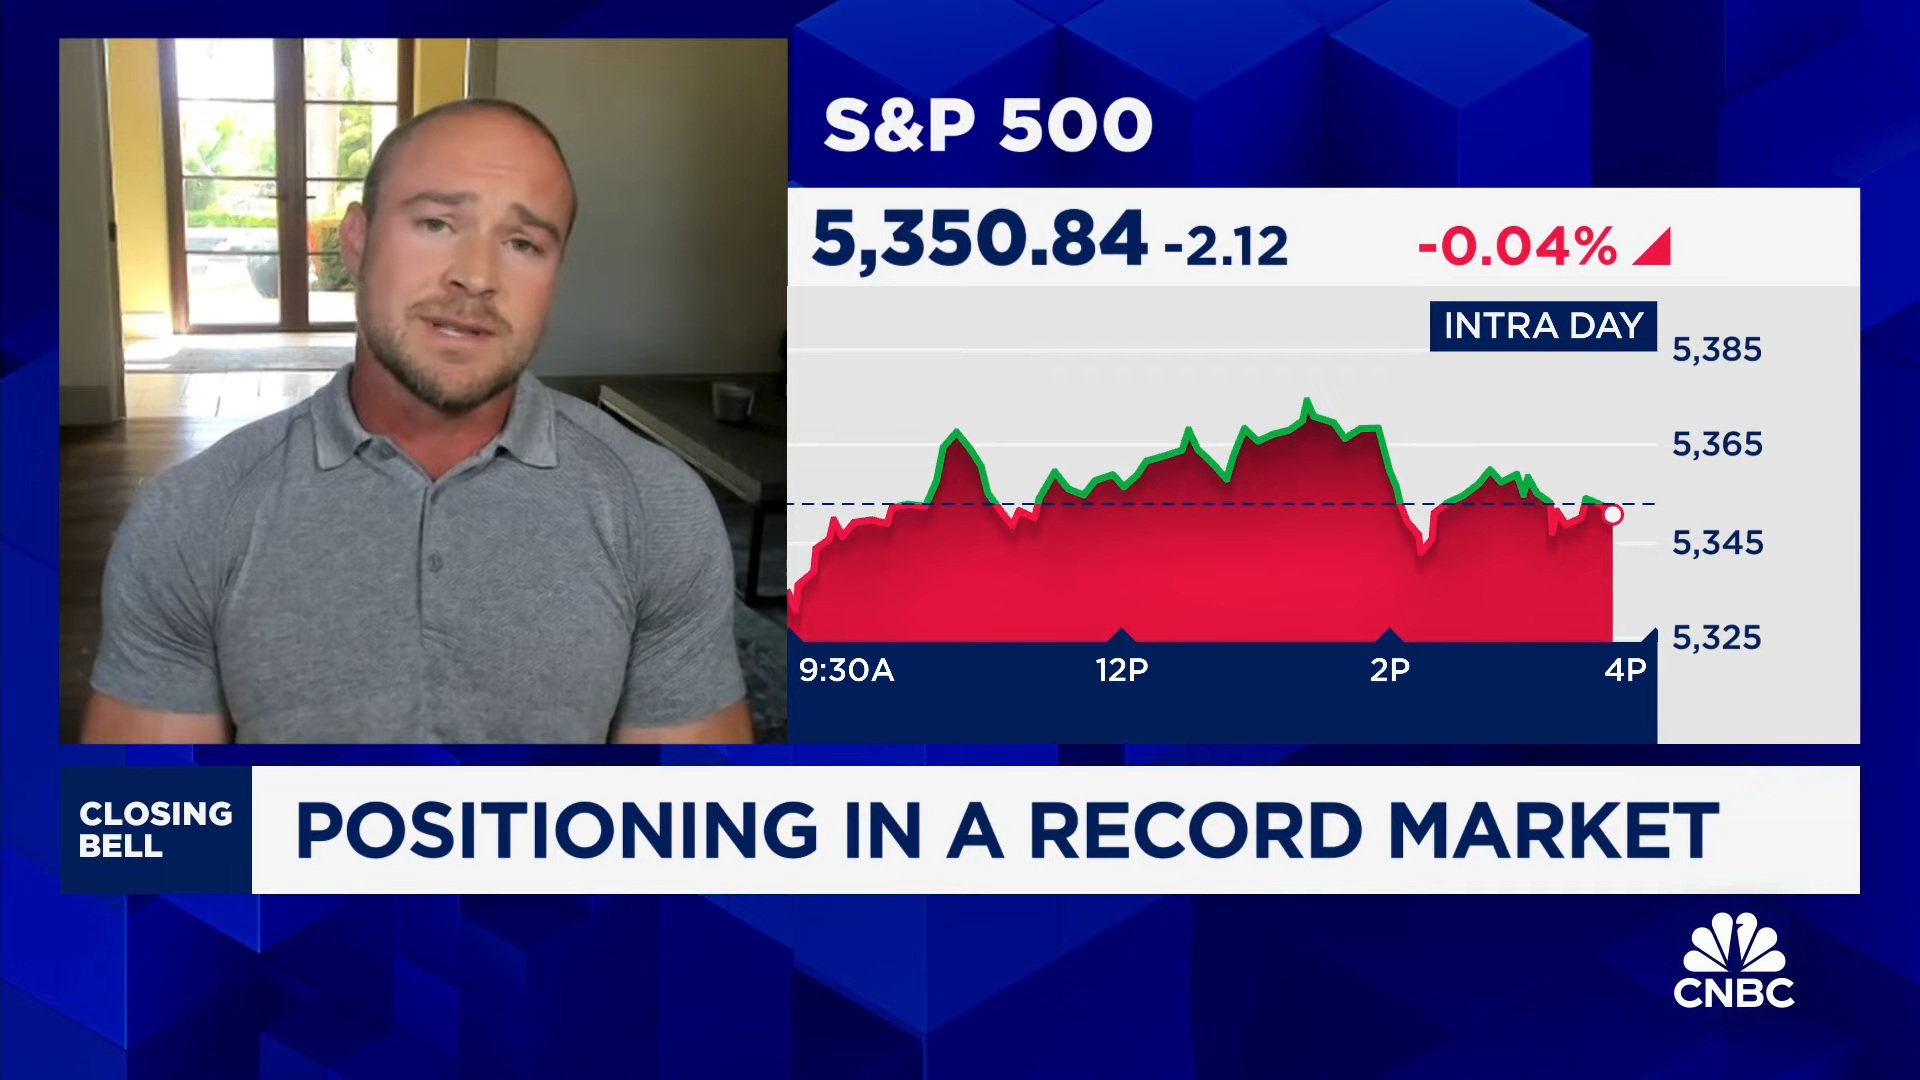 S&P 500
5,350.84 -2.12 -0.04%
INTRA DAY
5,385
5,365
5,345
5,325
9:30A 12P 2P 4P
CLOSING
BELL
POSITIONING IN A RECORD MARKET
CNBC